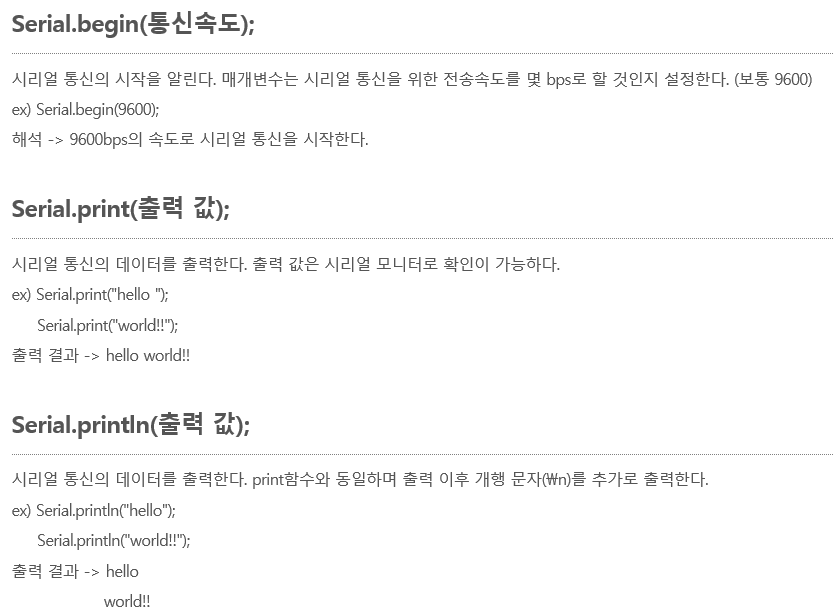 Serial.begin(통신속도);
시리얼 통신의 시작을 알린다. 매개변수는 시리얼 통신을 위한 전송속도를 몇 bps로 할 것인지 설정한다. (보통 9600)
ex) Serial.begin(9600);
해석 -> 9600bps의 속도로 시리얼 통신을 시작한다.
Serial.print(출력 값);
시리얼 통신의 데이터를 출력한다. 출력 값은 시리얼 모니터로 확인이 가능하다.
ex) Serial.print("hello ");
Serial.print("world!!");
출력 결과 -> hello world!!
Serial.println(출력 값);
시리얼 통신의 데이터를 출력한다. print함수와 동일하며 출력 이후 개행 문자(₩n)를 추가로 출력한다.
ex) Serial.println("hello");
Serial.println("world!!");
출력 결과 -> hello
world!!